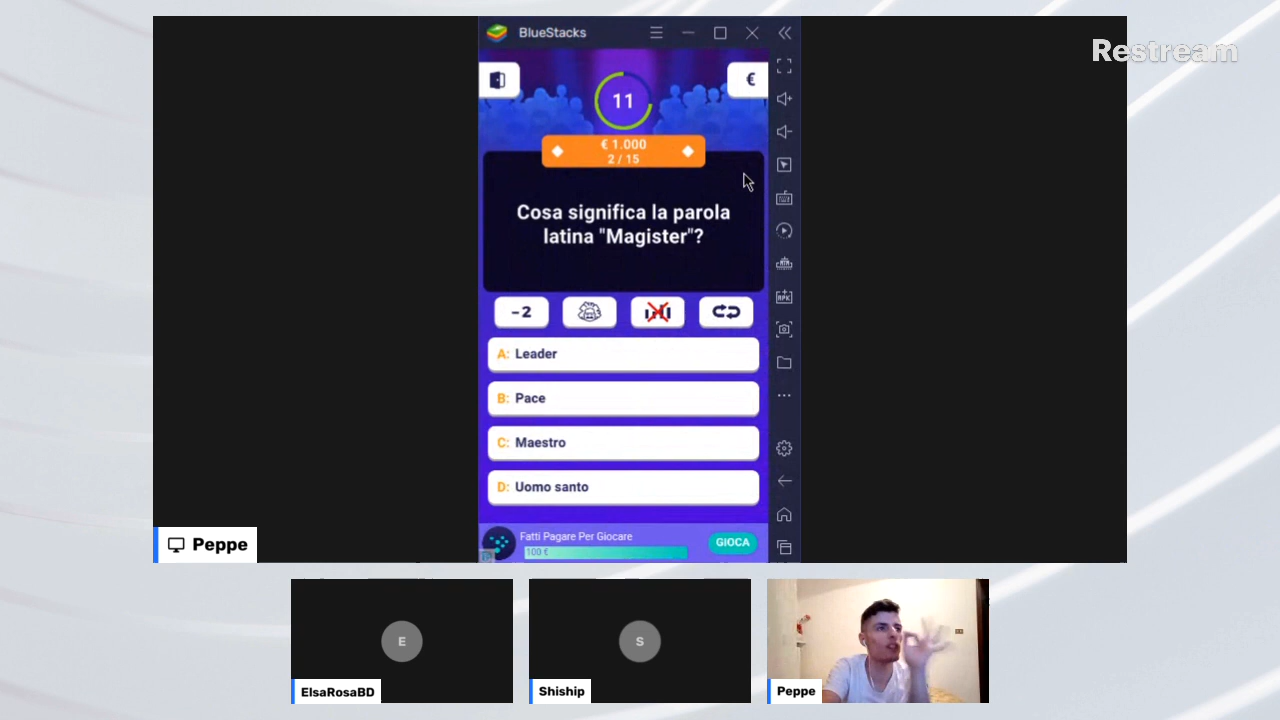 BlueStacks
Restream
€
11
€ 1.000
2 / 15
Cosa significa la parola
latina "Magister"?
-2
A: Leader
B: Pace
C: Maestro
D: Uomo santo
Fatti Pagare Per Giocare
100 €
GIOCA
Peppe
E
S
ElsaRosaBD
Shiship
Peppe